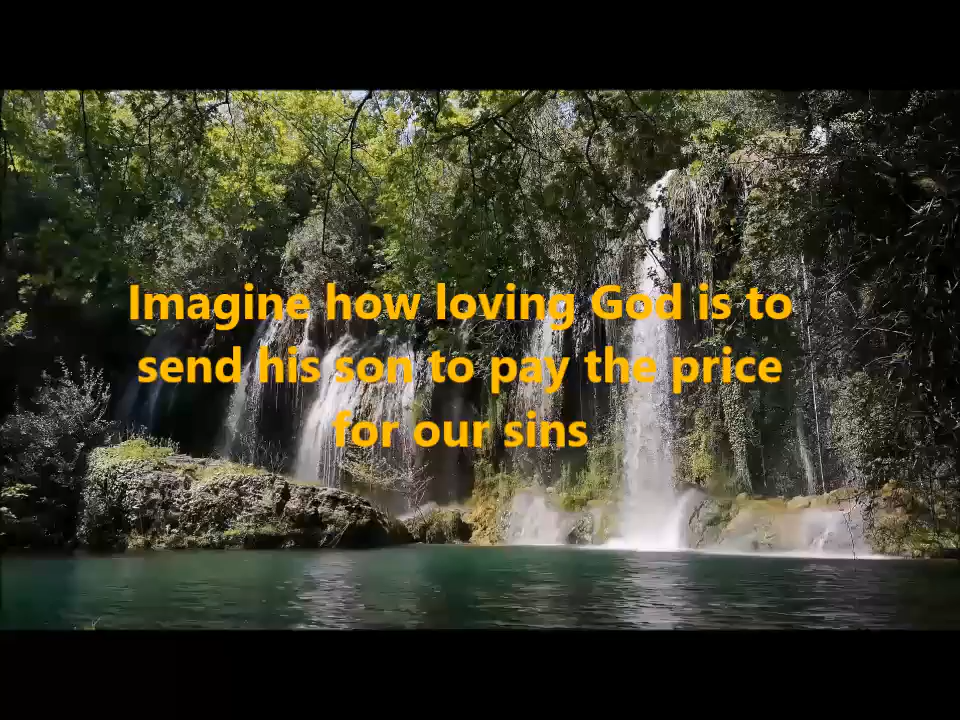 Imagine how loving God is to
send his son to pay the price
for our sins